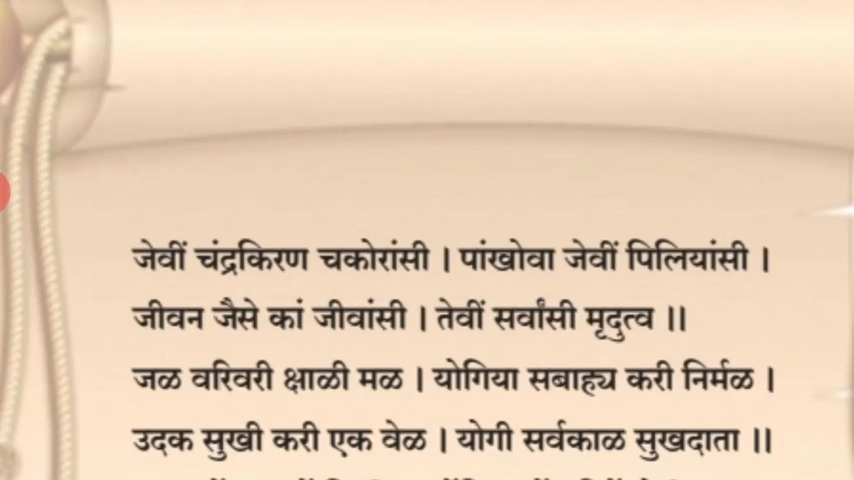 जेवीं चंद्रकिरण चकोरांसी । पांखोवा जेवीं पिलियांसी ।
जीवन जैसे कां जीवांसी । तेवीं सर्वांसी मृदुत्व ।।
जळ वरिवरी क्षाळी मळ । योगिया सबाह्य करी निर्मळ ।
उदक सुखी करी एक वेळ । योगी सर्वकाळ सुखदाता ।।